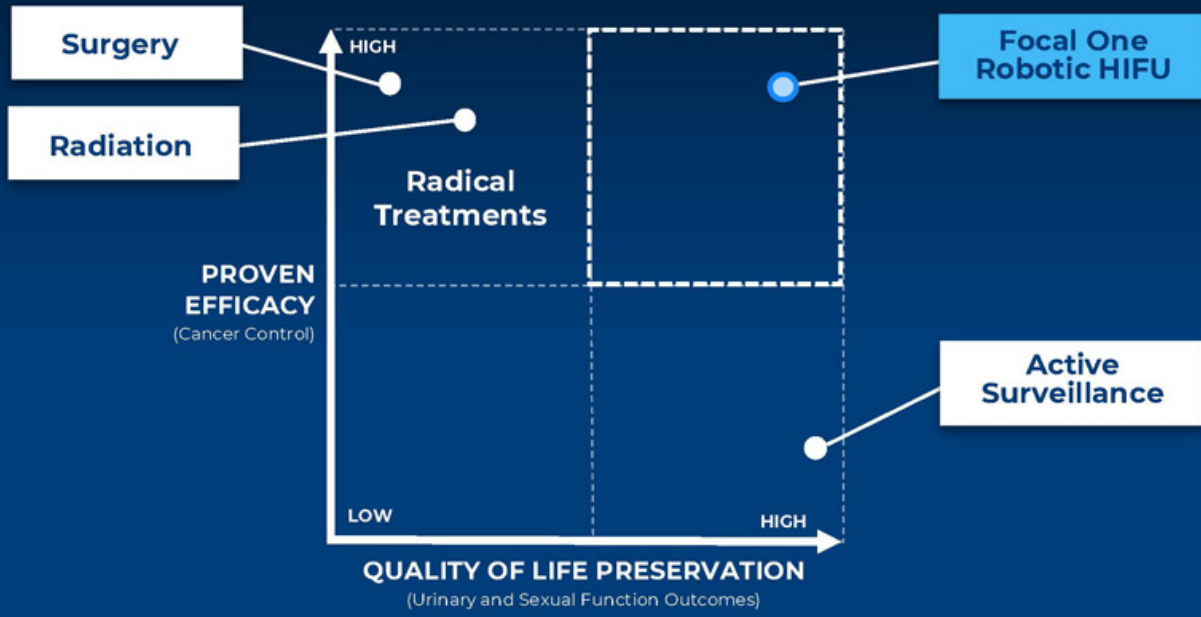 Surgery
Radiation
HIGH
Focal One
Robotic HIFU
Radical
Treatments
PROVEN
EFFICACY
(Cancer Control)
Active
Surveillance
LOW
HIGH
QUALITY OF LIFE PRESERVATION
(Urinary and Sexual Function Outcomes)